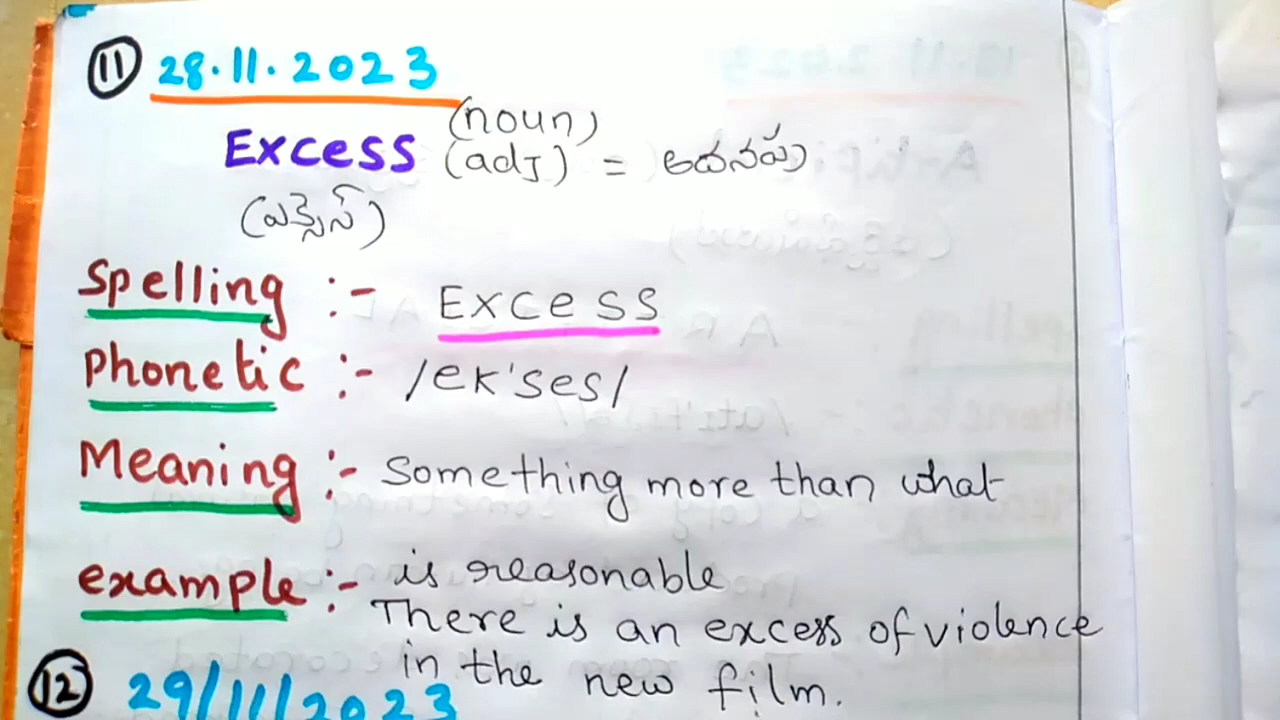 11 28.11.2023
Excess (noun)
(adj) = అదనపు
(ఎక్సెస్)
Spelling :- Excess
Phonetic :- /ek'ses/
Meaning :- Something more than what
is reasonable
example :- There is an excess of violence
in the new film.
12 29/11/2023